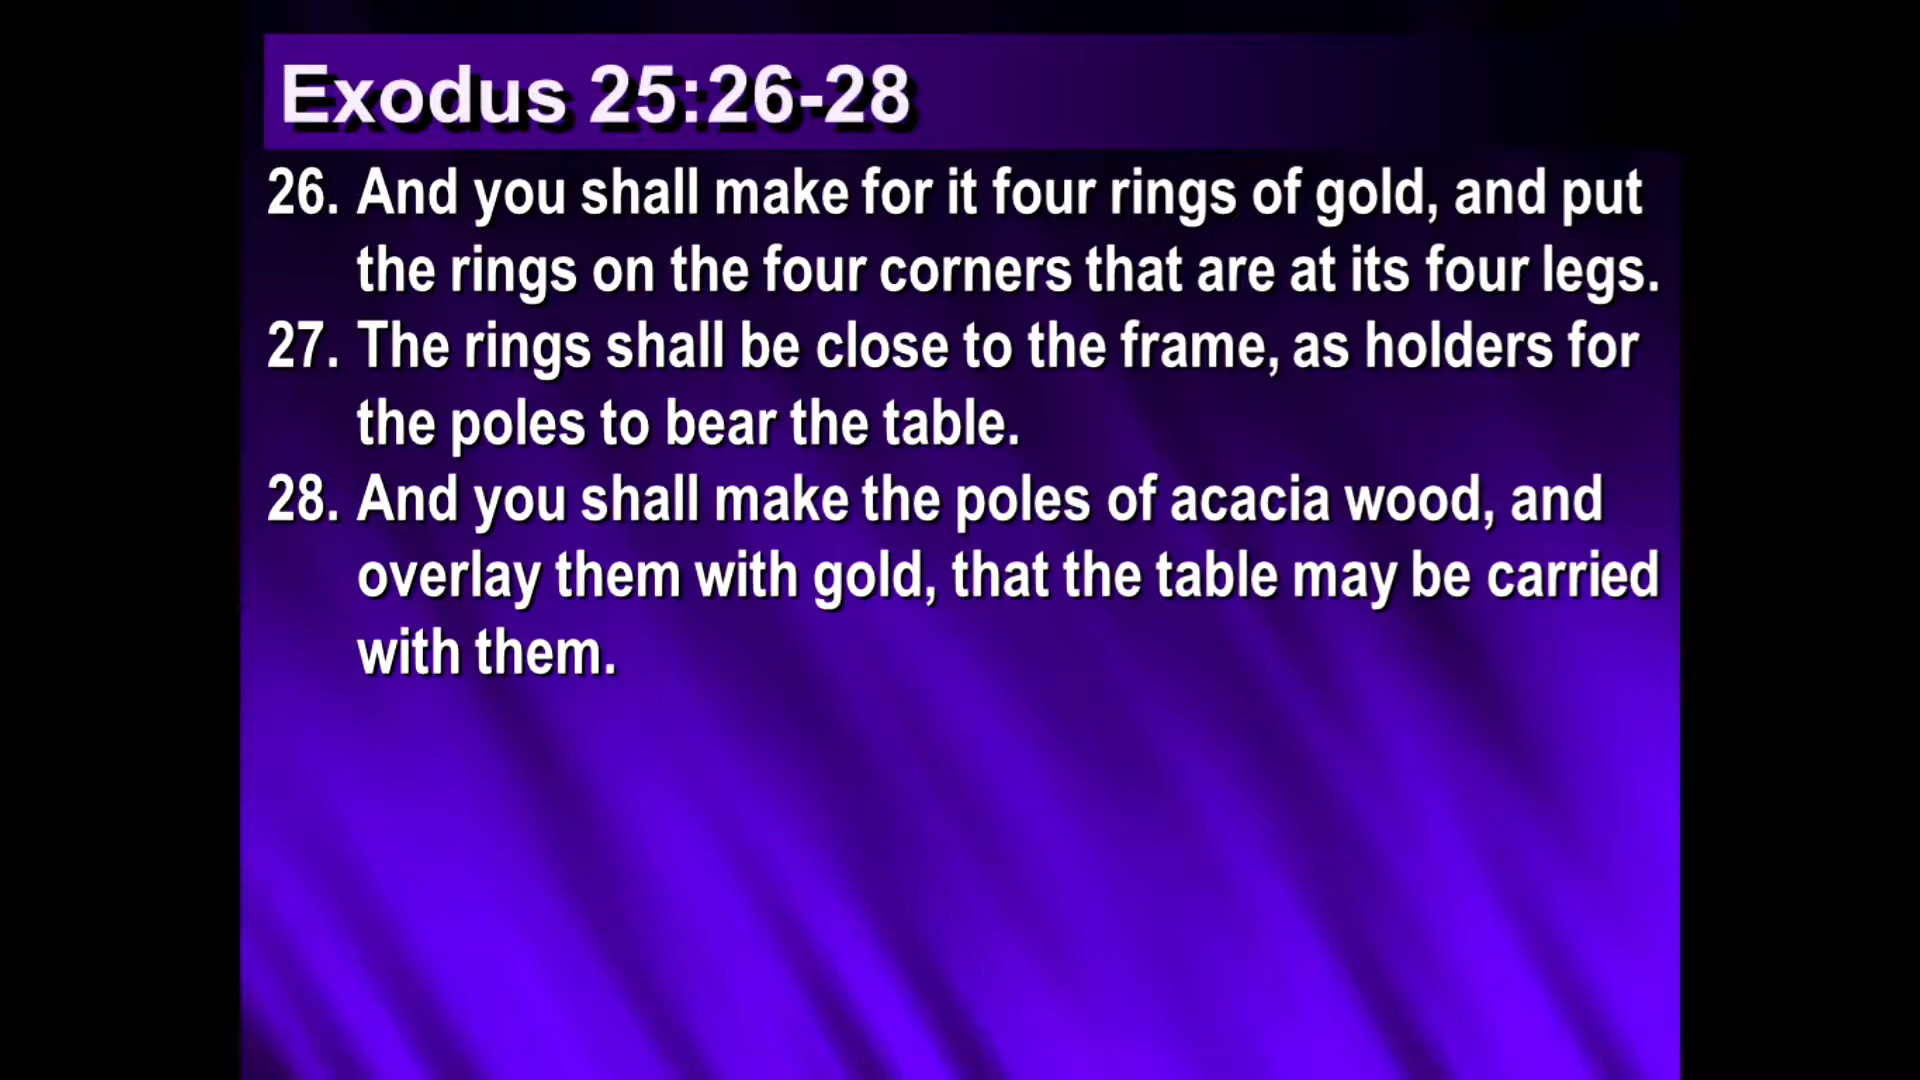 Exodus 25:26-28
26. And you shall make for it four rings of gold, and put
the rings on the four corners that are at its four legs.
27. The rings shall be close to the frame, as holders for
the poles to bear the table.
28. And you shall make the poles of acacia wood, and
overlay them with gold, that the table may be carried
with them.